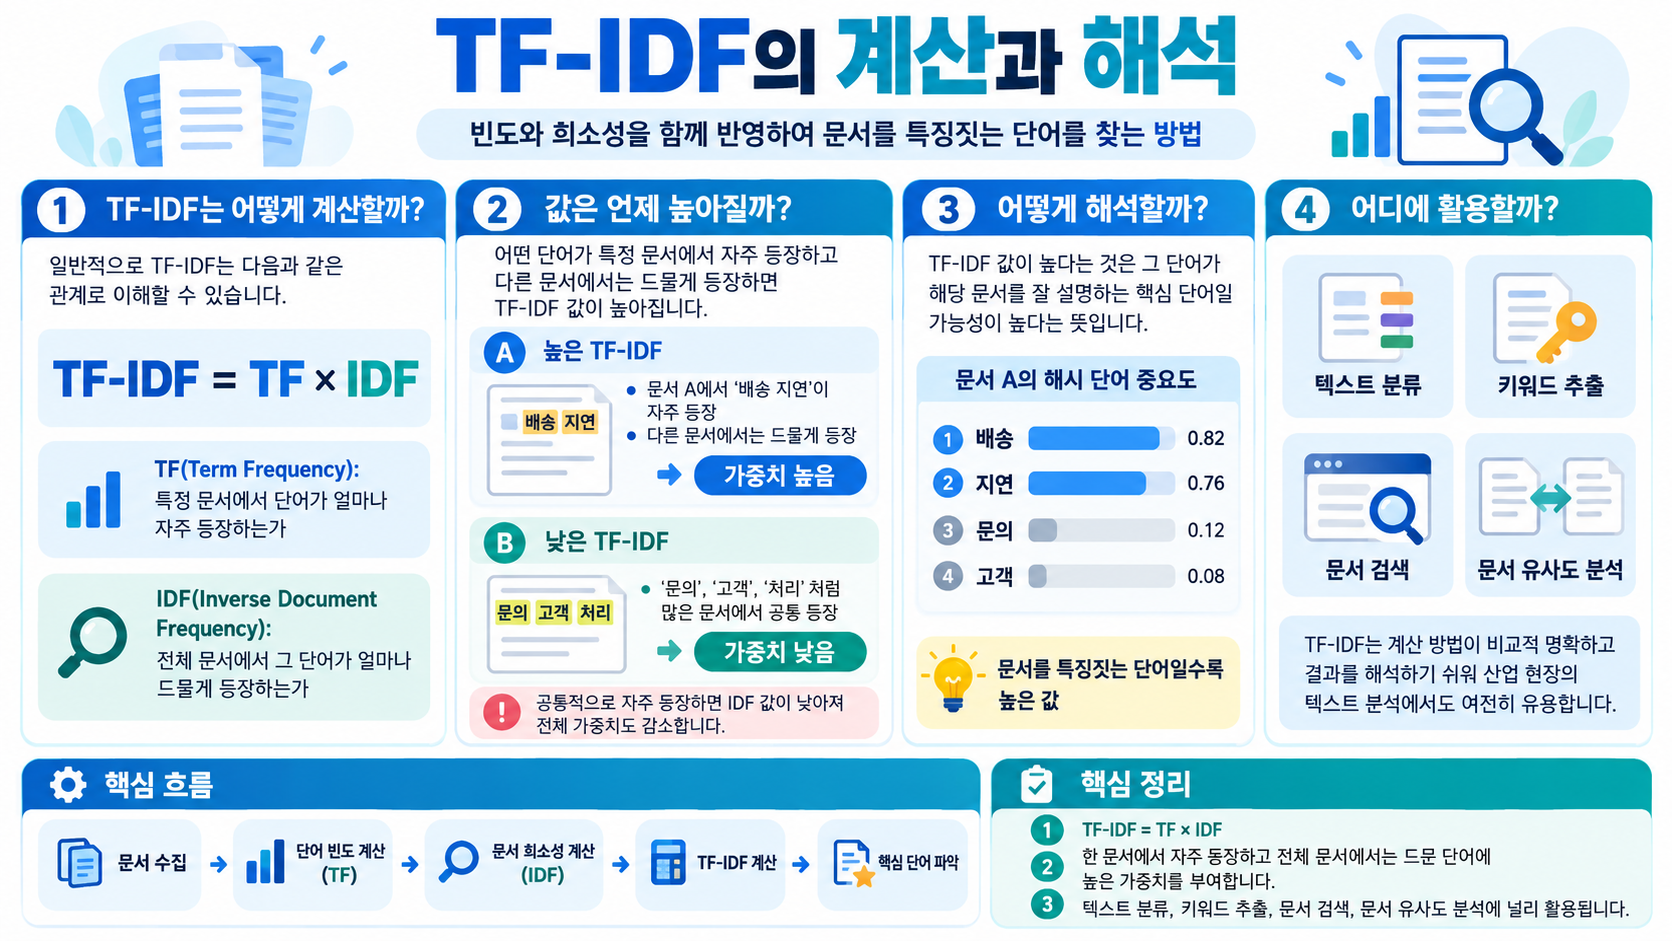 TF-IDF의 계산과 해석
빈도와 희소성을 함께 반영하여 문서를 특징짓는 단어를 찾는 방법
1 TF-IDF는 어떻게 계산할까?
일반적으로 TF-IDF는 다음과 같은
관계로 이해할 수 있습니다.
TF-IDF = TF × IDF
TF(Term Frequency):
특정 문서에서 단어가 얼마나
자주 등장하는가
IDF(Inverse Document
Frequency):
전체 문서에서 그 단어가 얼마나
드물게 등장하는가
2 값은 언제 높아질까?
어떤 단어가 특정 문서에서 자주 등장하고
다른 문서에서는 드물게 등장하면
TF-IDF 값이 높아집니다.
A 높은 TF-IDF
배송 지연
• 문서 A에서 '배송 지연'이
자주 등장
• 다른 문서에서는 드물게 등장
가중치 높음
B 낮은 TF-IDF
문의 고객 처리
• '문의', '고객', '처리' 처럼
많은 문서에서 공통 등장
가중치 낮음
! 공통적으로 자주 등장하면 IDF 값이 낮아져
전체 가중치도 감소합니다.
3 어떻게 해석할까?
TF-IDF 값이 높다는 것은 그 단어가
해당 문서를 잘 설명하는 핵심 단어일
가능성이 높다는 뜻입니다.
문서 A의 해시 단어 중요도
1 배송 0.82
2 지연 0.76
3 문의 0.12
4 고객 0.08
문서를 특징짓는 단어일수록
높은 값
4 어디에 활용할까?
텍스트 분류
키워드 추출
문서 검색
문서 유사도 분석
TF-IDF는 계산 방법이 비교적 명확하고
결과를 해석하기 쉬워 산업 현장의
텍스트 분석에서도 여전히 유용합니다.
핵심 흐름
문서 수집
단어 빈도 계산
(TF)
문서 희소성 계산
(IDF)
TF-IDF 계산
핵심 단어 파악
핵심 정리
1 TF-IDF = TF × IDF
2 한 문서에서 자주 동장하고 전체 문서에서는 드문 단어에
높은 가중치를 부여합니다.
3 텍스트 분류, 키워드 추출, 문서 검색, 문서 유사도 분석에 널리 활용됩니다.